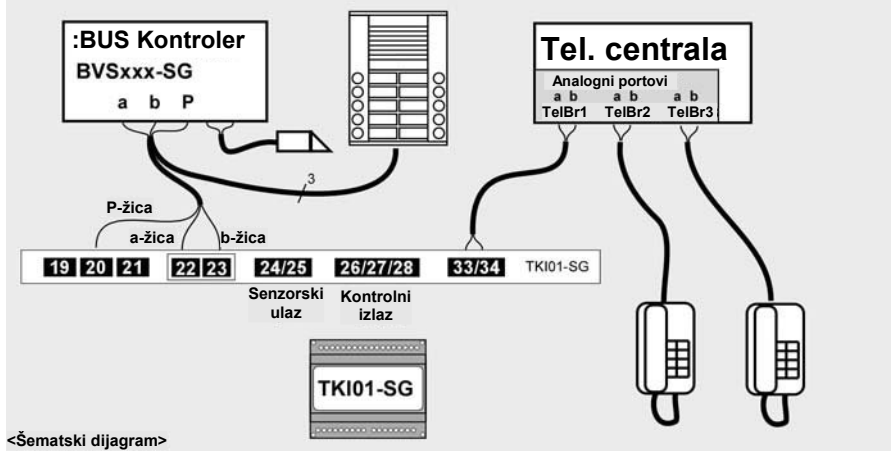 :BUS Kontroler
BVSxxx-SG
a b P
Tel. centrala
Analogni portovi
a b a b a b
TelBr1 TelBr2 TelBr3
3
P-žica
a-žica b-žica
19 20 21 22 23 24/25 26/27/28 33/34 TKI01-SG
Senzorski ulaz
Kontrolni izlaz
TKI01-SG
<Šematski dijagram>